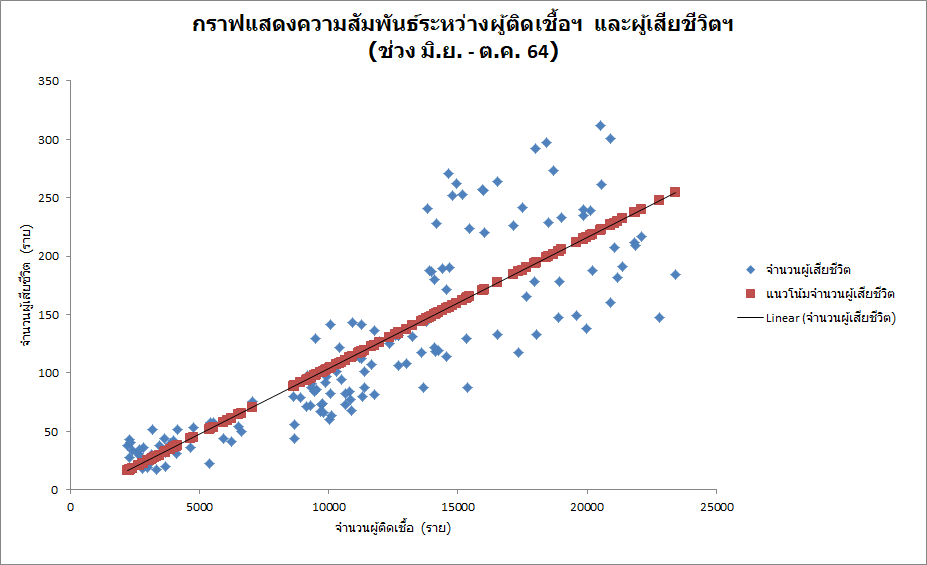 กราฟแสดงความสัมพันธ์ระหว่างผู้ติดเชื้อฯ และผู้เสียชีวิตฯ
(ช่วง มิ.ย. - ต.ค. 64)
จำนวนผู้เสียชีวิต (ราย)
350
300
250
200
150
100
50
0
0 5000 10000 15000 20000 25000
จำนวนผู้ติดเชื้อ (ราย)
จำนวนผู้เสียชีวิต
แนวโน้มจำนวนผู้เสียชีวิต
Linear (จำนวนผู้เสียชีวิต)